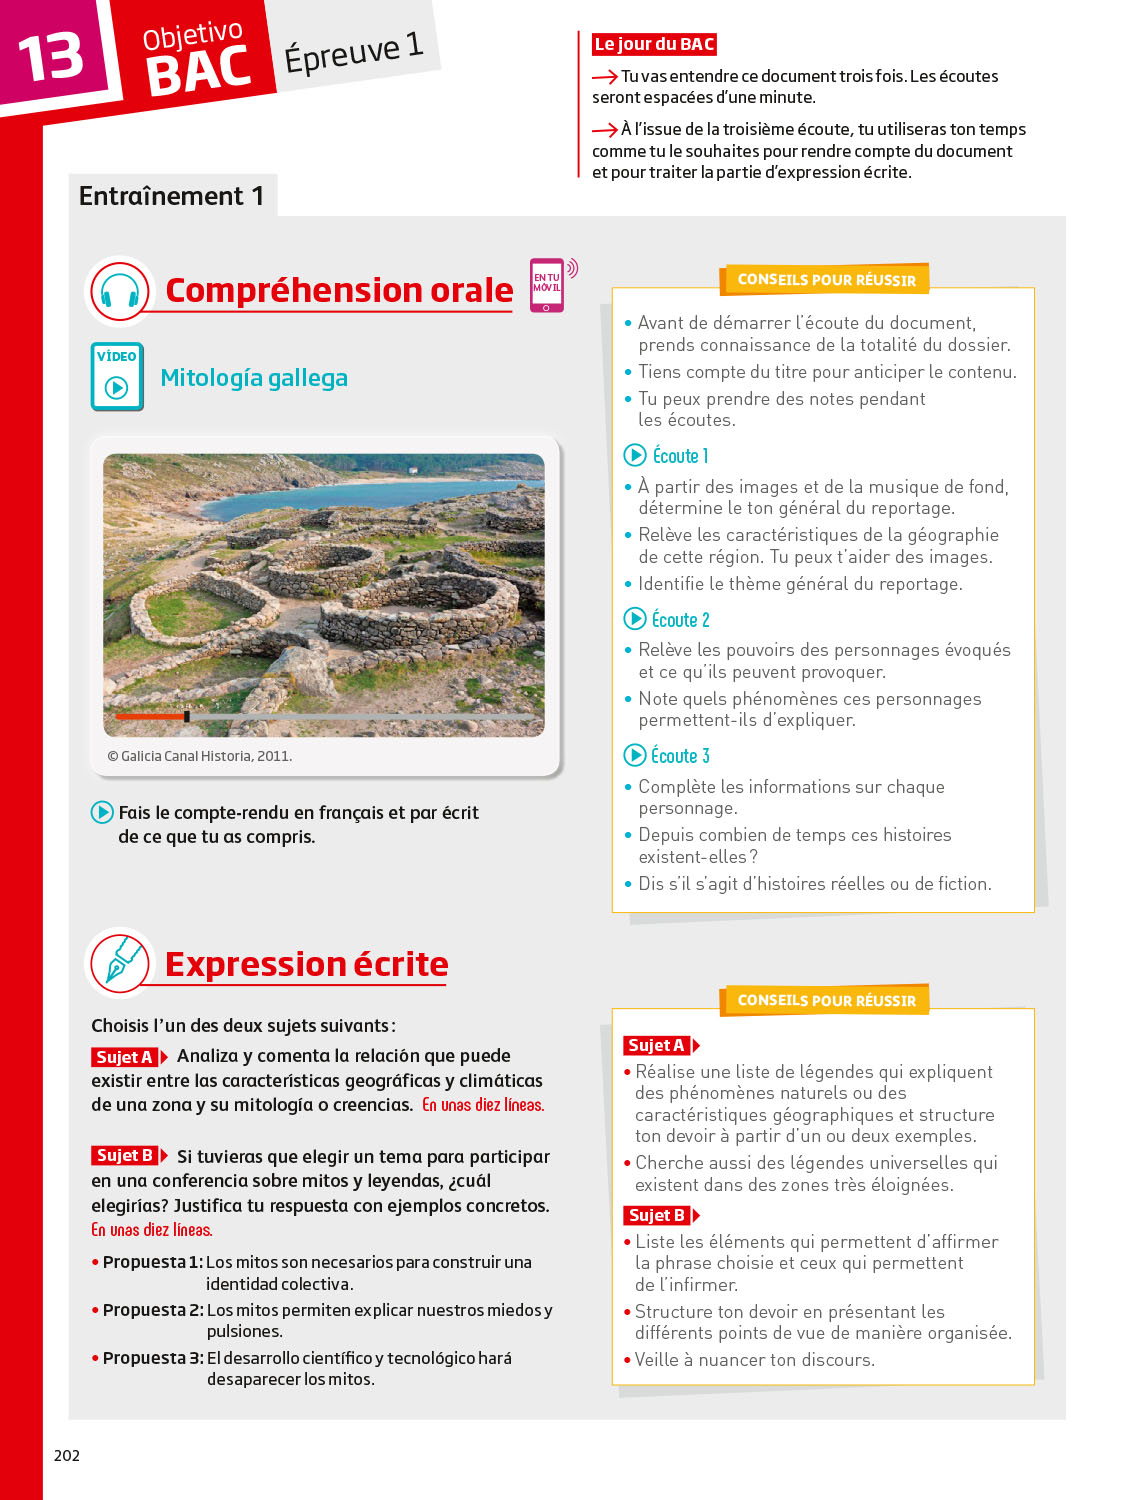 13
Objetivo
BAC
Épreuve 1
Le jour du BAC
Tu vas entendre ce document trois fois. Les écoutes
seront espacées d'une minute.
À l'issue de la troisième écoute, tu utiliseras ton temps
comme tu le souhaites pour rendre compte du document
et pour traiter la partie d'expression écrite.
Entraînement 1
Compréhension orale
EN TU
MÓVIL
VÍDEO
Mitología gallega
© Galicia Canal Historia, 2011.
Fais le compte-rendu en français et par écrit
de ce que tu as compris.
CONSEILS POUR RÉUSSIR
• Avant de démarrer l'écoute du document,
prends connaissance de la totalité du dossier.
• Tiens compte du titre pour anticiper le contenu.
• Tu peux prendre des notes pendant
les écoutes.
Écoute 1
• À partir des images et de la musique de fond,
détermine le ton général du reportage.
• Relève les caractéristiques de la géographie
de cette région. Tu peux t'aider des images.
• Identifie le thème général du reportage.
Écoute 2
• Relève les pouvoirs des personnages évoqués
et ce qu'ils peuvent provoquer.
• Note quels phénomènes ces personnages
permettent-ils d'expliquer.
Écoute 3
• Complète les informations sur chaque
personnage.
• Depuis combien de temps ces histoires
existent-elles ?
• Dis s'il s'agit d'histoires réelles ou de fiction.
Expression écrite
Choisis l'un des deux sujets suivants :
Sujet A Analiza y comenta la relación que puede
existir entre las características geográficas y climáticas
de una zona y su mitología o creencias. En unas diez líneas.
Sujet B Si tuvieras que elegir un tema para participar
en una conferencia sobre mitos y leyendas, ¿cuál
elegirías? Justifica tu respuesta con ejemplos concretos.
En unas diez líneas.
• Propuesta 1: Los mitos son necesarios para construir una
identidad colectiva.
• Propuesta 2: Los mitos permiten explicar nuestros miedos y
pulsiones.
• Propuesta 3: El desarrollo científico y tecnológico hará
desaparecer los mitos.
CONSEILS POUR RÉUSSIR
Sujet A
• Réalise une liste de légendes qui expliquent
des phénomènes naturels ou des
caractéristiques géographiques et structure
ton devoir à partir d'un ou deux exemples.
• Cherche aussi des légendes universelles qui
existent dans des zones très éloignées.
Sujet B
• Liste les éléments qui permettent d'affirmer
la phrase choisie et ceux qui permettent
de l'infirmer.
• Structure ton devoir en présentant les
différents points de vue de manière organisée.
• Veille à nuancer ton discours.
202